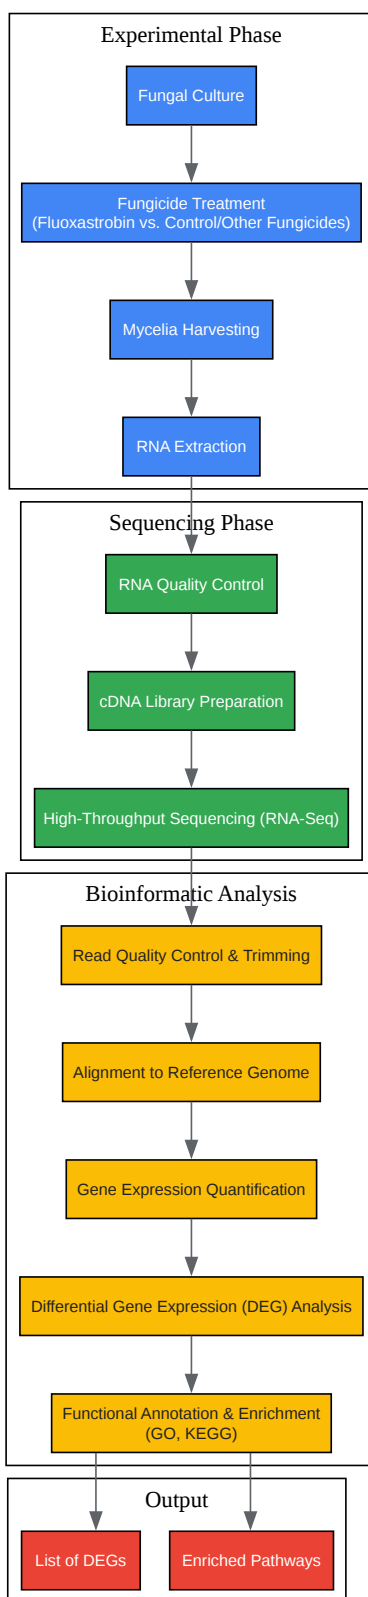 Experimental Phase
Fungal Culture
Fungicide Treatment
(Fluoxastrobin vs. Control/Other Fungicides)
Mycelia Harvesting
RNA Extraction
Sequencing Phase
RNA Quality Control
cDNA Library Preparation
High-Throughput Sequencing (RNA-Seq)
Bioinformatic Analysis
Read Quality Control & Trimming
Alignment to Reference Genome
Gene Expression Quantification
Differential Gene Expression (DEG) Analysis
Functional Annotation & Enrichment
(GO, KEGG)
Output
List of DEGs
Enriched Pathways